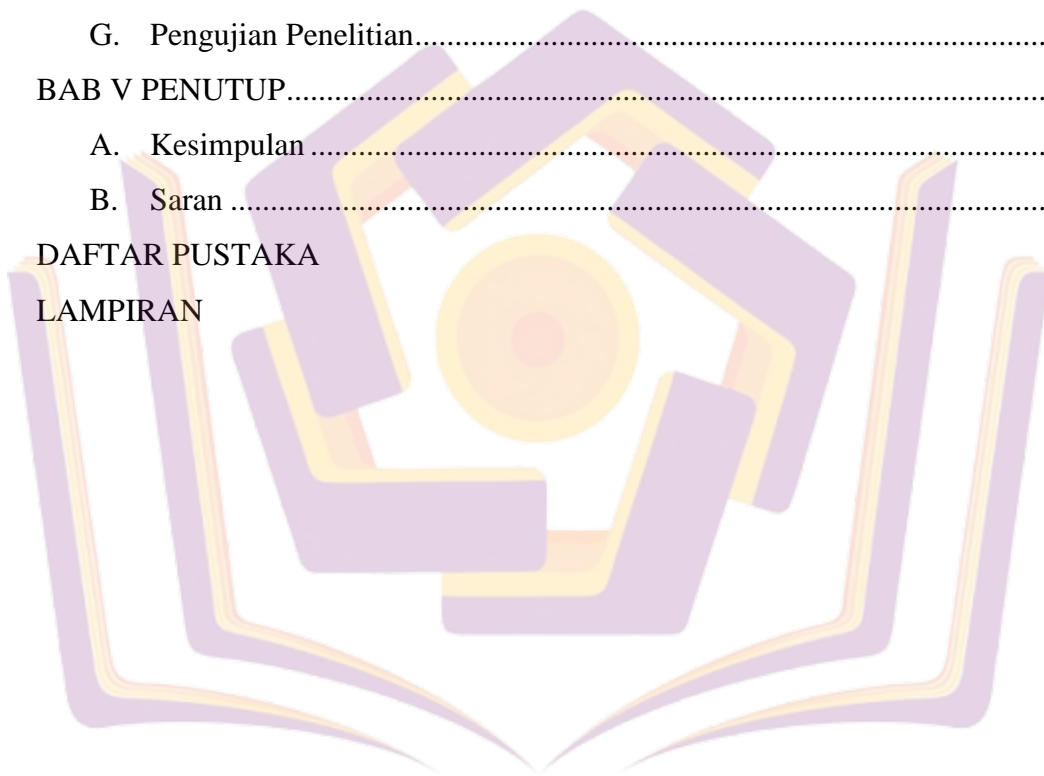 G. Pengujian Penelitian........................................................................................
BAB V PENUTUP................................................................................................
A. Kesimpulan .....................................................................................................
B. Saran ...............................................................................................................
DAFTAR PUSTAKA
LAMPIRAN